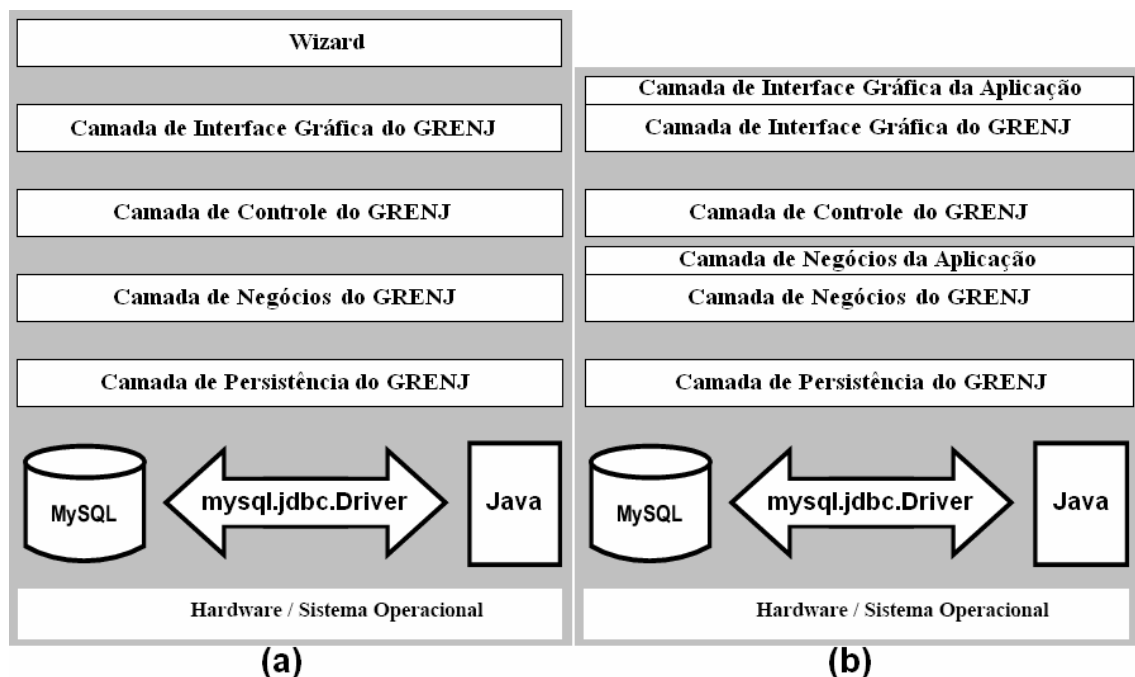 Wizard
Camada de Interface Gráfica do GRENJ
Camada de Controle do GRENJ
Camada de Negócios do GRENJ
Camada de Persistência do GRENJ
MySQL
mysql.jdbc.Driver
Java
Hardware / Sistema Operacional
(a)
Camada de Interface Gráfica da Aplicação
Camada de Interface Gráfica do GRENJ
Camada de Controle do GRENJ
Camada de Negócios da Aplicação
Camada de Negócios do GRENJ
Camada de Persistência do GRENJ
MySQL
mysql.jdbc.Driver
Java
Hardware / Sistema Operacional
(b)